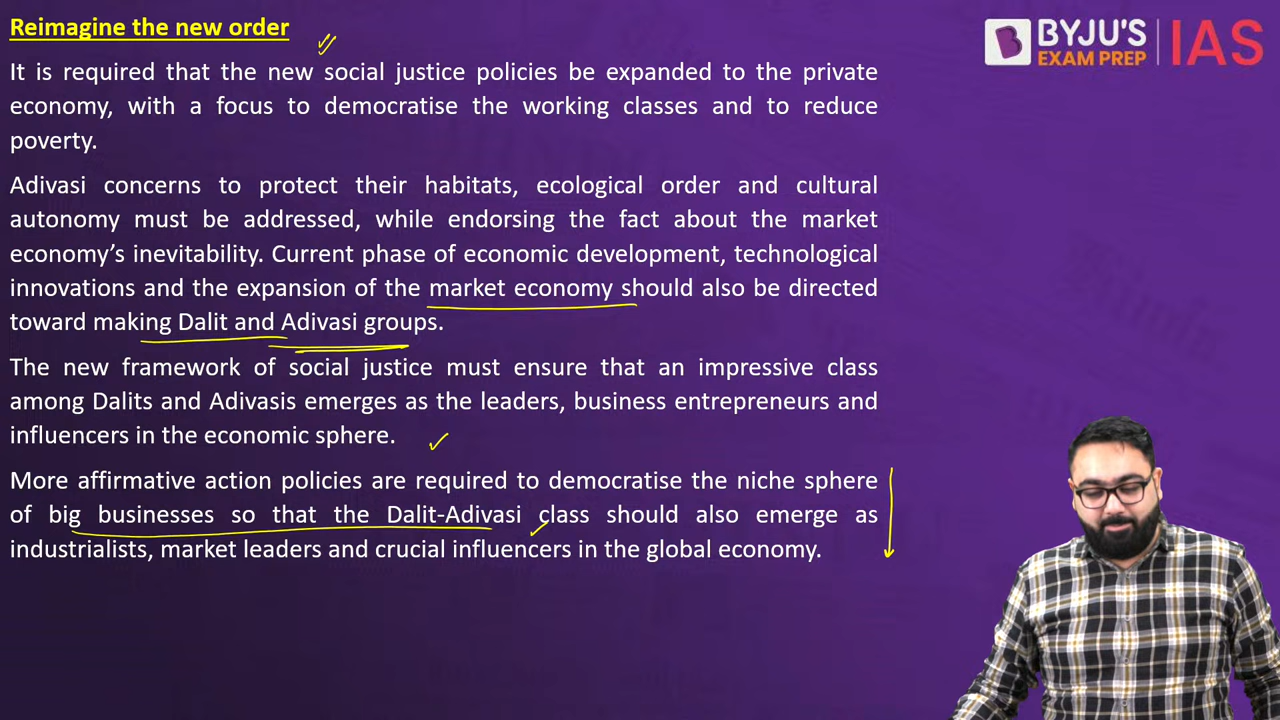 Reimagine the new order
BYJU'S
EXAM PREP
IAS
It is required that the new social justice policies be expanded to the private
economy, with a focus to democratise the working classes and to reduce
poverty.
Adivasi concerns to protect their habitats, ecological order and cultural
autonomy must be addressed, while endorsing the fact about the market
economy’s inevitability. Current phase of economic development, technological
innovations and the expansion of the market economy should also be directed
toward making Dalit and Adivasi groups.
The new framework of social justice must ensure that an impressive class
among Dalits and Adivasis emerges as the leaders, business entrepreneurs and
influencers in the economic sphere.
More affirmative action policies are required to democratise the niche sphere
of big businesses so that the Dalit-Adivasi class should also emerge as
industrialists, market leaders and crucial influencers in the global economy.